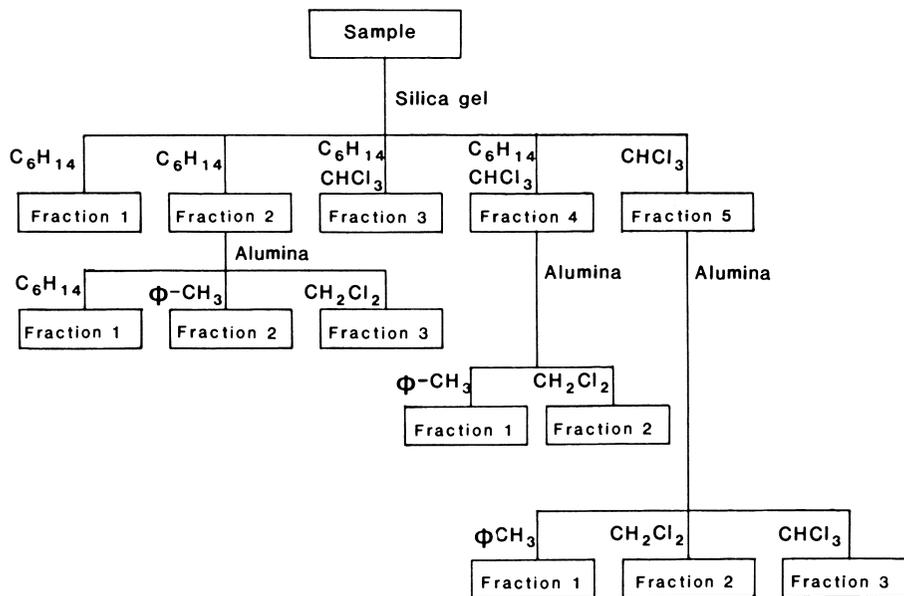 Sample
Silica gel
C₆H₁₄
C₆H₁₄
C₆H₁₄
CHCl₃
C₆H₁₄
CHCl₃
CHCl₃
Fraction 1
Fraction 2
Fraction 3
Fraction 4
Fraction 5
Alumina
Alumina
Alumina
C₆H₁₄
Φ-CH₃
CH₂Cl₂
Fraction 1
Fraction 2
Fraction 3
Φ-CH₃
CH₂Cl₂
Fraction 1
Fraction 2
ΦCH₃
CH₂Cl₂
CHCl₃
Fraction 1
Fraction 2
Fraction 3